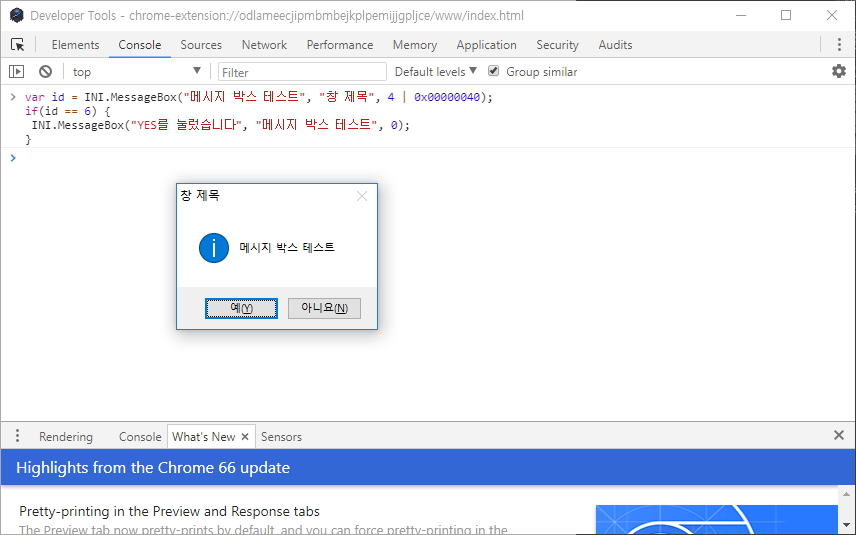 Developer Tools - chrome-extension://odlameecjipmbmbejkplpemijjgpljce/www/index.html
Elements Console Sources Network Performance Memory Application Security Audits
top Filter Default levels Group similar
var id = INI.MessageBox("메시지 박스 테스트", "창 제목", 4 | 0x00000040);
if(id == 6) {
INI.MessageBox("YES를 눌렀습니다", "메시지 박스 테스트", 0);
}
창 제목
메시지 박스 테스트
예(Y) 아니요(N)
Rendering Console What's New Sensors
Highlights from the Chrome 66 update
Pretty-printing in the Preview and Response tabs
The Preview tab now pretty-prints by default, and you can force pretty-printing in the